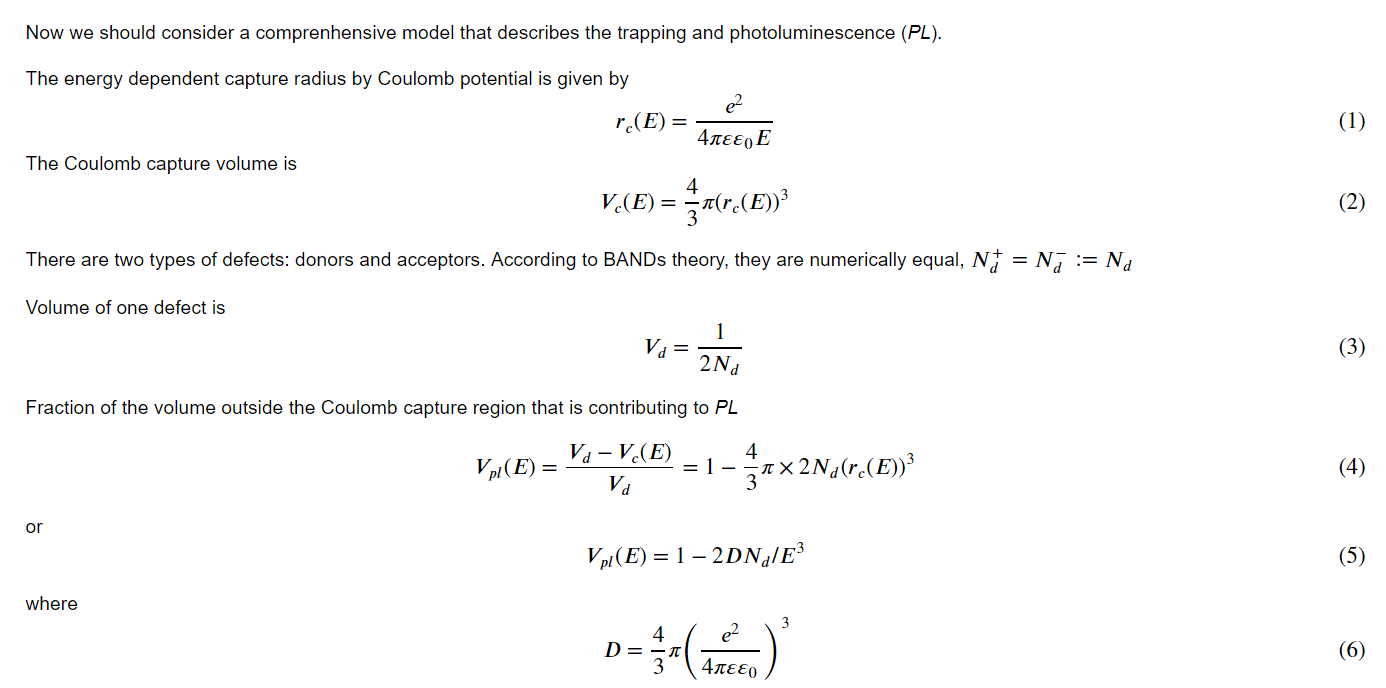 Now we should consider a comprenhensive model that describes the trapping and photoluminescence (PL).
The energy dependent capture radius by Coulomb potential is given by
r_c(E) = \frac{e^2}{4\pi\varepsilon\varepsilon_0 E} (1)
The Coulomb capture volume is
V_c(E) = \frac{4}{3}\pi(r_c(E))^3 (2)
There are two types of defects: donors and acceptors. According to BANDs theory, they are numerically equal, N_d^+ = N_d^- := N_d
Volume of one defect is
V_d = \frac{1}{2N_d} (3)
Fraction of the volume outside the Coulomb capture region that is contributing to PL
V_{pl}(E) = \frac{V_d - V_c(E)}{V_d} = 1 - \frac{4}{3}\pi \times 2N_d(r_c(E))^3 (4)
or
V_{pl}(E) = 1 - 2DN_d/E^3 (5)
where
D = \frac{4}{3}\pi\left(\frac{e^2}{4\pi\varepsilon\varepsilon_0}\right)^3 (6)